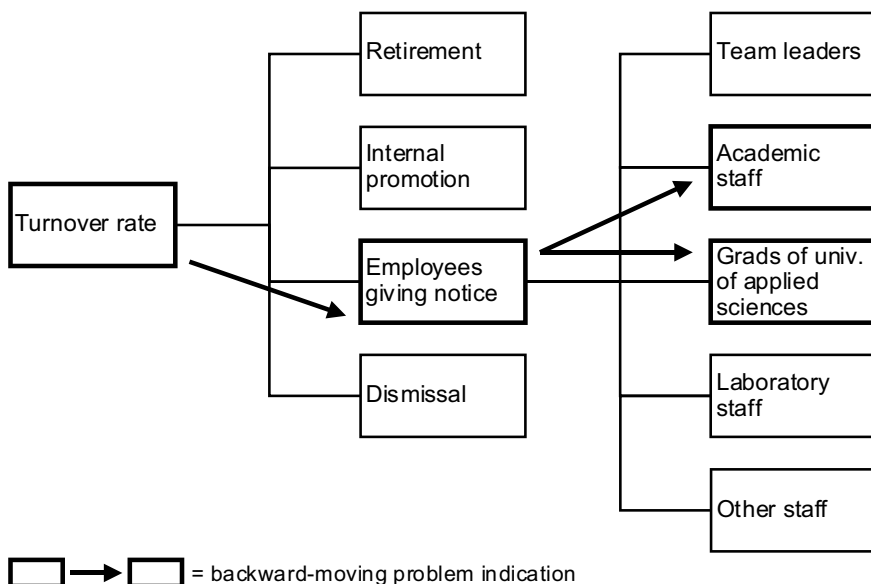 Turnover rate
Retirement
Internal
promotion
Employees
giving notice
Dismissal
Team leaders
Academic
staff
Grads of univ.
of applied
sciences
Laboratory
staff
Other staff
= backward-moving problem indication